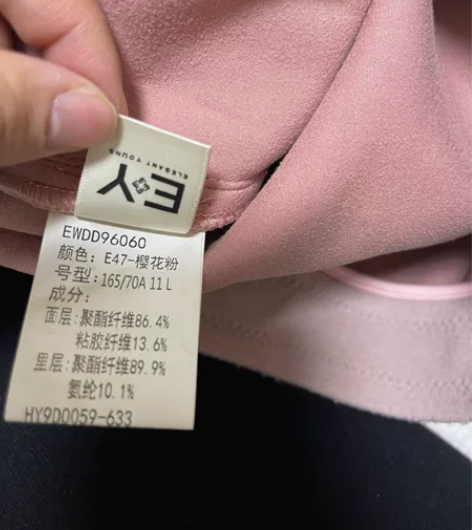 ELEGANT YOUNG
EY
EWDD96060
颜色: E47-樱花粉
号型:165/70A 11 L
成分:
面层:聚酯纤维86.4%
粘胶纤维13.6%
里层:聚酯纤维89.9%
氨纶10.1%
HY9D0059-633